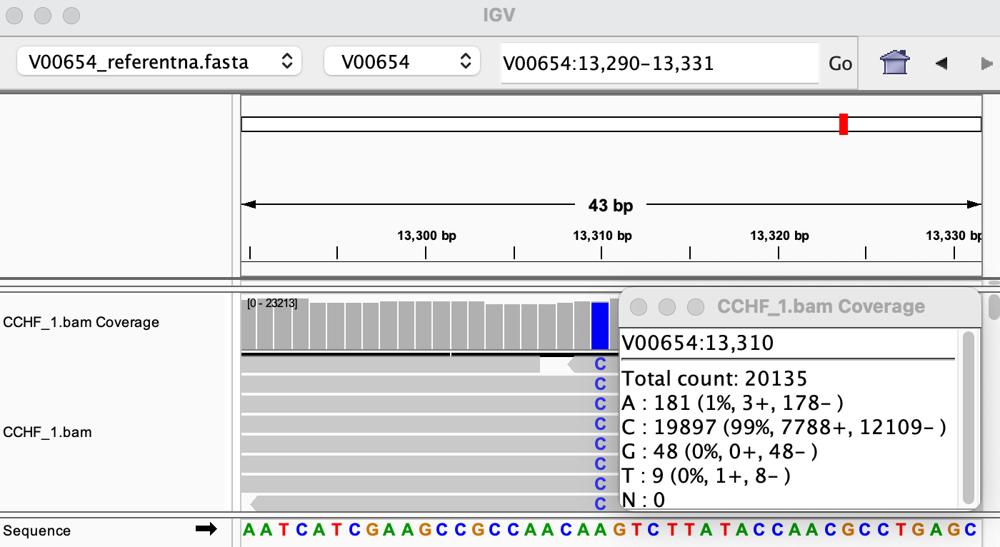 IGV
V00654_referentna.fasta V00654 V00654:13,290-13,331 Go
43 bp
13,300 bp 13,310 bp 13,320 bp 13,330 bp
[0 - 23213]
CCHF_1.bam Coverage
CCHF_1.bam Coverage
V00654:13,310
Total count: 20135
A : 181 (1%, 3+, 178- )
C : 19897 (99%, 7788+, 12109- )
G : 48 (0%, 0+, 48- )
T : 9 (0%, 1+, 8- )
N : 0
C
C
C
C
C
C
C
C
CCHF_1.bam
Sequence A A T C A T C G A A G C C G C C A A C A A G T C T T A T A C C A A C G C C T G A G C